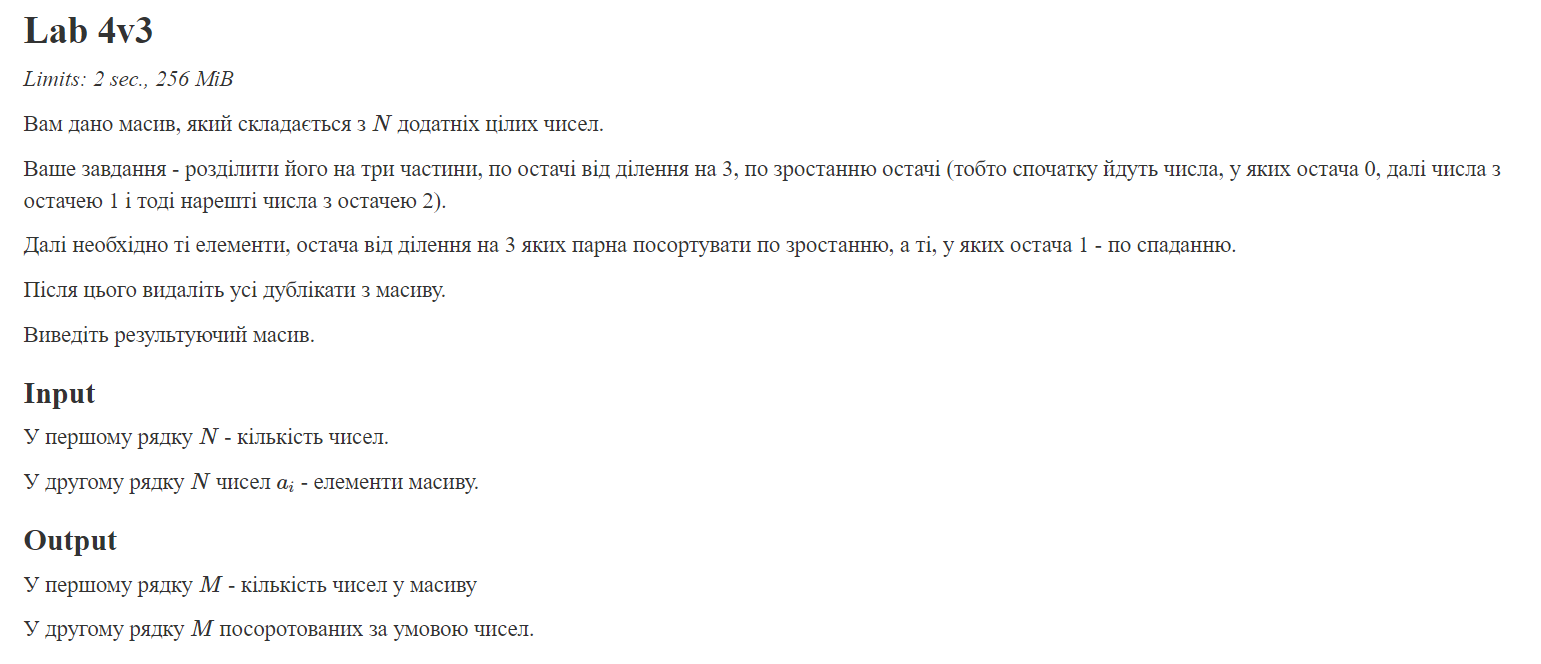 Lab 4v3
Limits: 2 sec., 256 MiB
Вам дано масив, який складається з N додатніх цілих чисел.
Ваше завдання - розділити його на три частини, по остачі від ділення на 3, по зростанню остачі (тобто спочатку йдуть числа, у яких остача 0, далі числа з
остачею 1 і тоді нарешті числа з остачею 2).
Далі необхідно ті елементи, остача від ділення на 3 яких парна посортувати по зростанню, а ті, у яких остача 1 - по спаданню.
Після цього видаліть усі дублікати з масиву.
Виведіть результуючий масив.
Input
У першому рядку N - кількість чисел.
У другому рядку N чисел aᵢ - елементи масиву.
Output
У першому рядку M - кількість чисел у масиву
У другому рядку M посоротованих за умовою чисел.